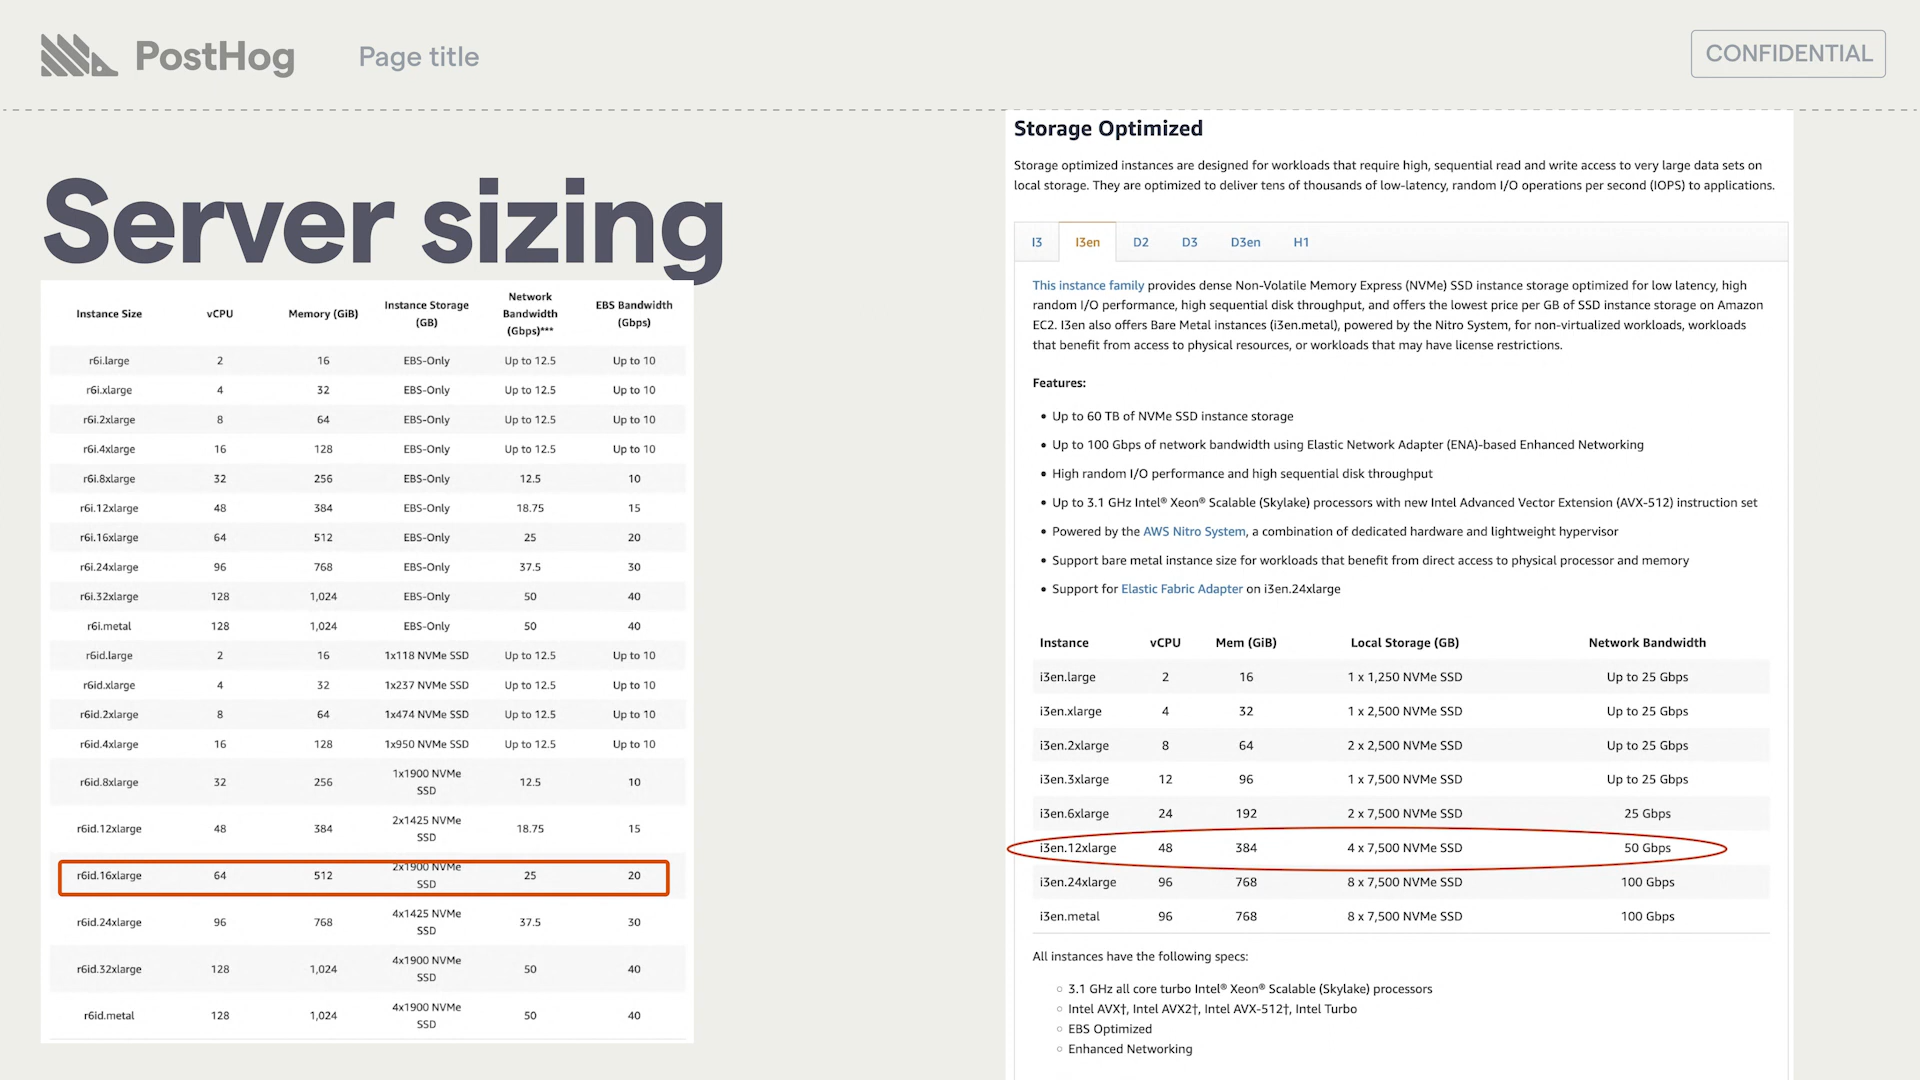 PostHog
Page title
CONFIDENTIAL
Server sizing
Instance Size vCPU Memory (GiB) Instance Storage (GB) Network Bandwidth (Gbps)*** EBS Bandwidth (Gbps)
r6i.large 2 16 EBS-Only Up to 12.5 Up to 10
r6i.xlarge 4 32 EBS-Only Up to 12.5 Up to 10
r6i.2xlarge 8 64 EBS-Only Up to 12.5 Up to 10
r6i.4xlarge 16 128 EBS-Only Up to 12.5 Up to 10
r6i.8xlarge 32 256 EBS-Only 12.5 10
r6i.12xlarge 48 384 EBS-Only 18.75 15
r6i.16xlarge 64 512 EBS-Only 25 20
r6i.24xlarge 96 768 EBS-Only 37.5 30
r6i.32xlarge 128 1,024 EBS-Only 50 40
r6i.metal 128 1,024 EBS-Only 50 40
r6id.large 2 16 1x118 NVMe SSD Up to 12.5 Up to 10
r6id.xlarge 4 32 1x237 NVMe SSD Up to 12.5 Up to 10
r6id.2xlarge 8 64 1x474 NVMe SSD Up to 12.5 Up to 10
r6id.4xlarge 16 128 1x950 NVMe SSD Up to 12.5 Up to 10
r6id.8xlarge 32 256 1x1900 NVMe SSD 12.5 10
r6id.12xlarge 48 384 2x1425 NVMe SSD 18.75 15
r6id.16xlarge 64 512 2x1900 NVMe SSD 25 20
r6id.24xlarge 96 768 4x1425 NVMe SSD 37.5 30
r6id.32xlarge 128 1,024 4x1900 NVMe SSD 50 40
r6id.metal 128 1,024 4x1900 NVMe SSD 50 40
Storage Optimized
Storage optimized instances are designed for workloads that require high, sequential read and write access to very large data sets on
local storage. They are optimized to deliver tens of thousands of low-latency, random I/O operations per second (IOPS) to applications.
I3 I3en D2 D3 D3en H1
This instance family provides dense Non-Volatile Memory Express (NVMe) SSD instance storage optimized for low latency, high
random I/O performance, high sequential disk throughput, and offers the lowest price per GB of SSD instance storage on Amazon
EC2. I3en also offers Bare Metal instances (i3en.metal), powered by the Nitro System, for non-virtualized workloads, workloads
that benefit from access to physical resources, or workloads that may have license restrictions.
Features:
• Up to 60 TB of NVMe SSD instance storage
• Up to 100 Gbps of network bandwidth using Elastic Network Adapter (ENA)-based Enhanced Networking
• High random I/O performance and high sequential disk throughput
• Up to 3.1 GHz Intel® Xeon® Scalable (Skylake) processors with new Intel Advanced Vector Extension (AVX-512) instruction set
• Powered by the AWS Nitro System, a combination of dedicated hardware and lightweight hypervisor
• Support bare metal instance size for workloads that benefit from direct access to physical processor and memory
• Support for Elastic Fabric Adapter on i3en.24xlarge
Instance vCPU Mem (GiB) Local Storage (GB) Network Bandwidth
i3en.large 2 16 1 x 1,250 NVMe SSD Up to 25 Gbps
i3en.xlarge 4 32 1 x 2,500 NVMe SSD Up to 25 Gbps
i3en.2xlarge 8 64 2 x 2,500 NVMe SSD Up to 25 Gbps
i3en.3xlarge 12 96 1 x 7,500 NVMe SSD Up to 25 Gbps
i3en.6xlarge 24 192 2 x 7,500 NVMe SSD 25 Gbps
i3en.12xlarge 48 384 4 x 7,500 NVMe SSD 50 Gbps
i3en.24xlarge 96 768 8 x 7,500 NVMe SSD 100 Gbps
i3en.metal 96 768 8 x 7,500 NVMe SSD 100 Gbps
All instances have the following specs:
○ 3.1 GHz all core turbo Intel® Xeon® Scalable (Skylake) processors
○ Intel AVX†, Intel AVX2†, Intel AVX-512†, Intel Turbo
○ EBS Optimized
○ Enhanced Networking